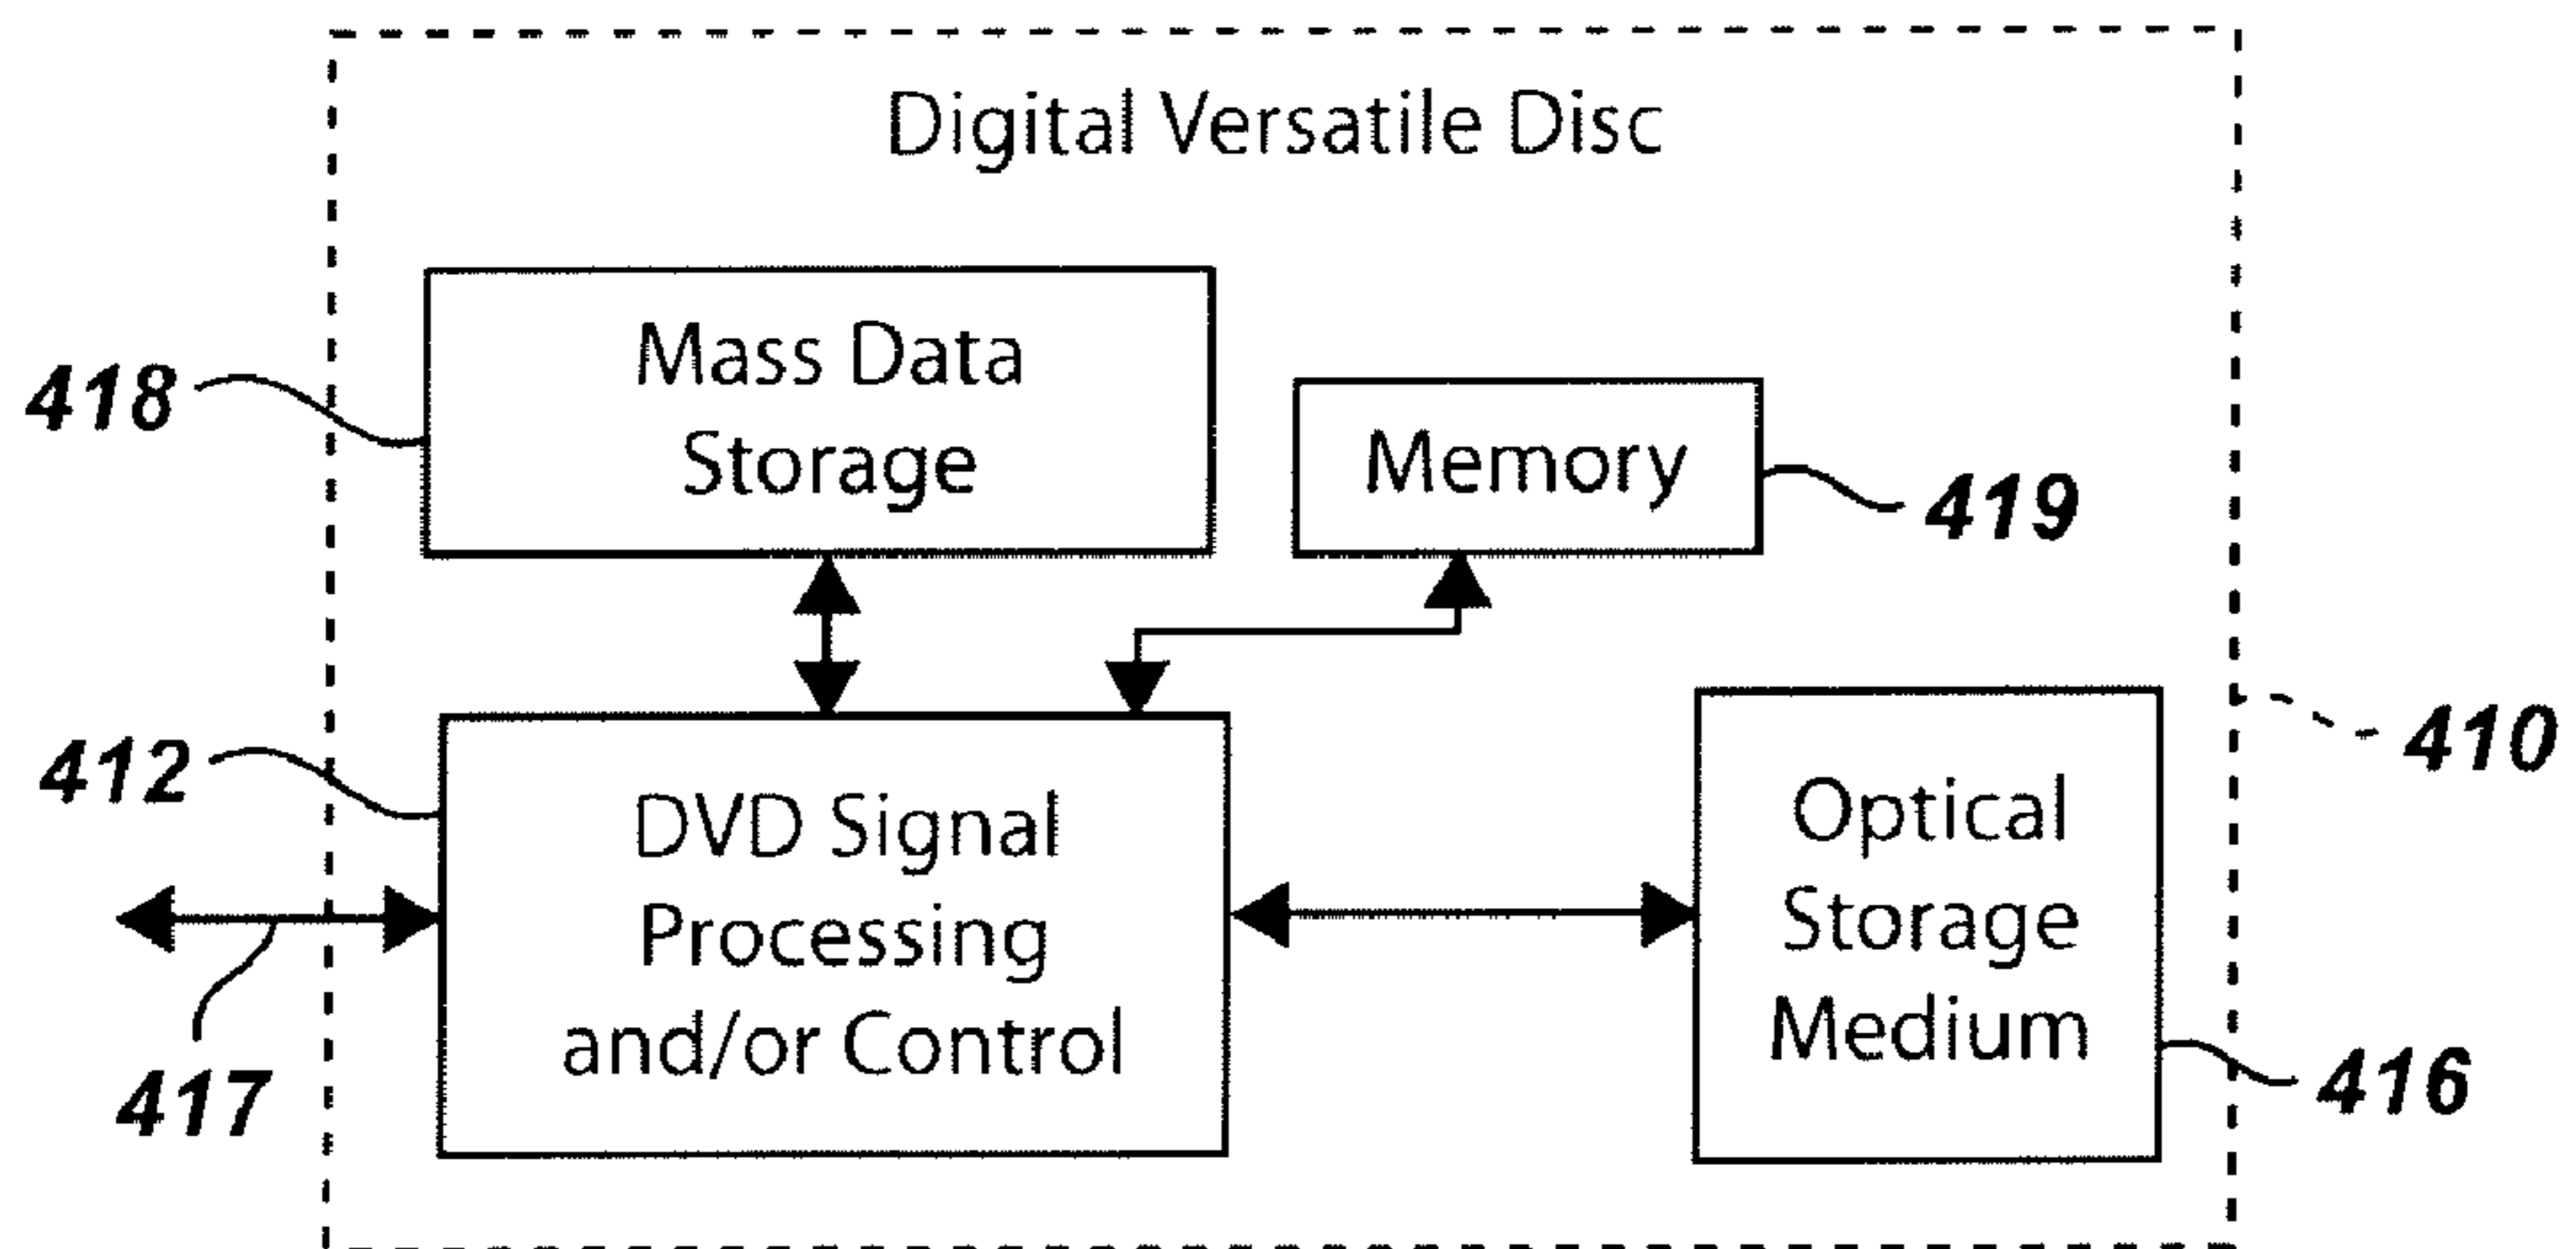 Digital Versatile Disc
Mass Data
Storage
418
Memory
419
412
DVD Signal
Processing
and/or Control
Optical
Storage
Medium
410
417
416